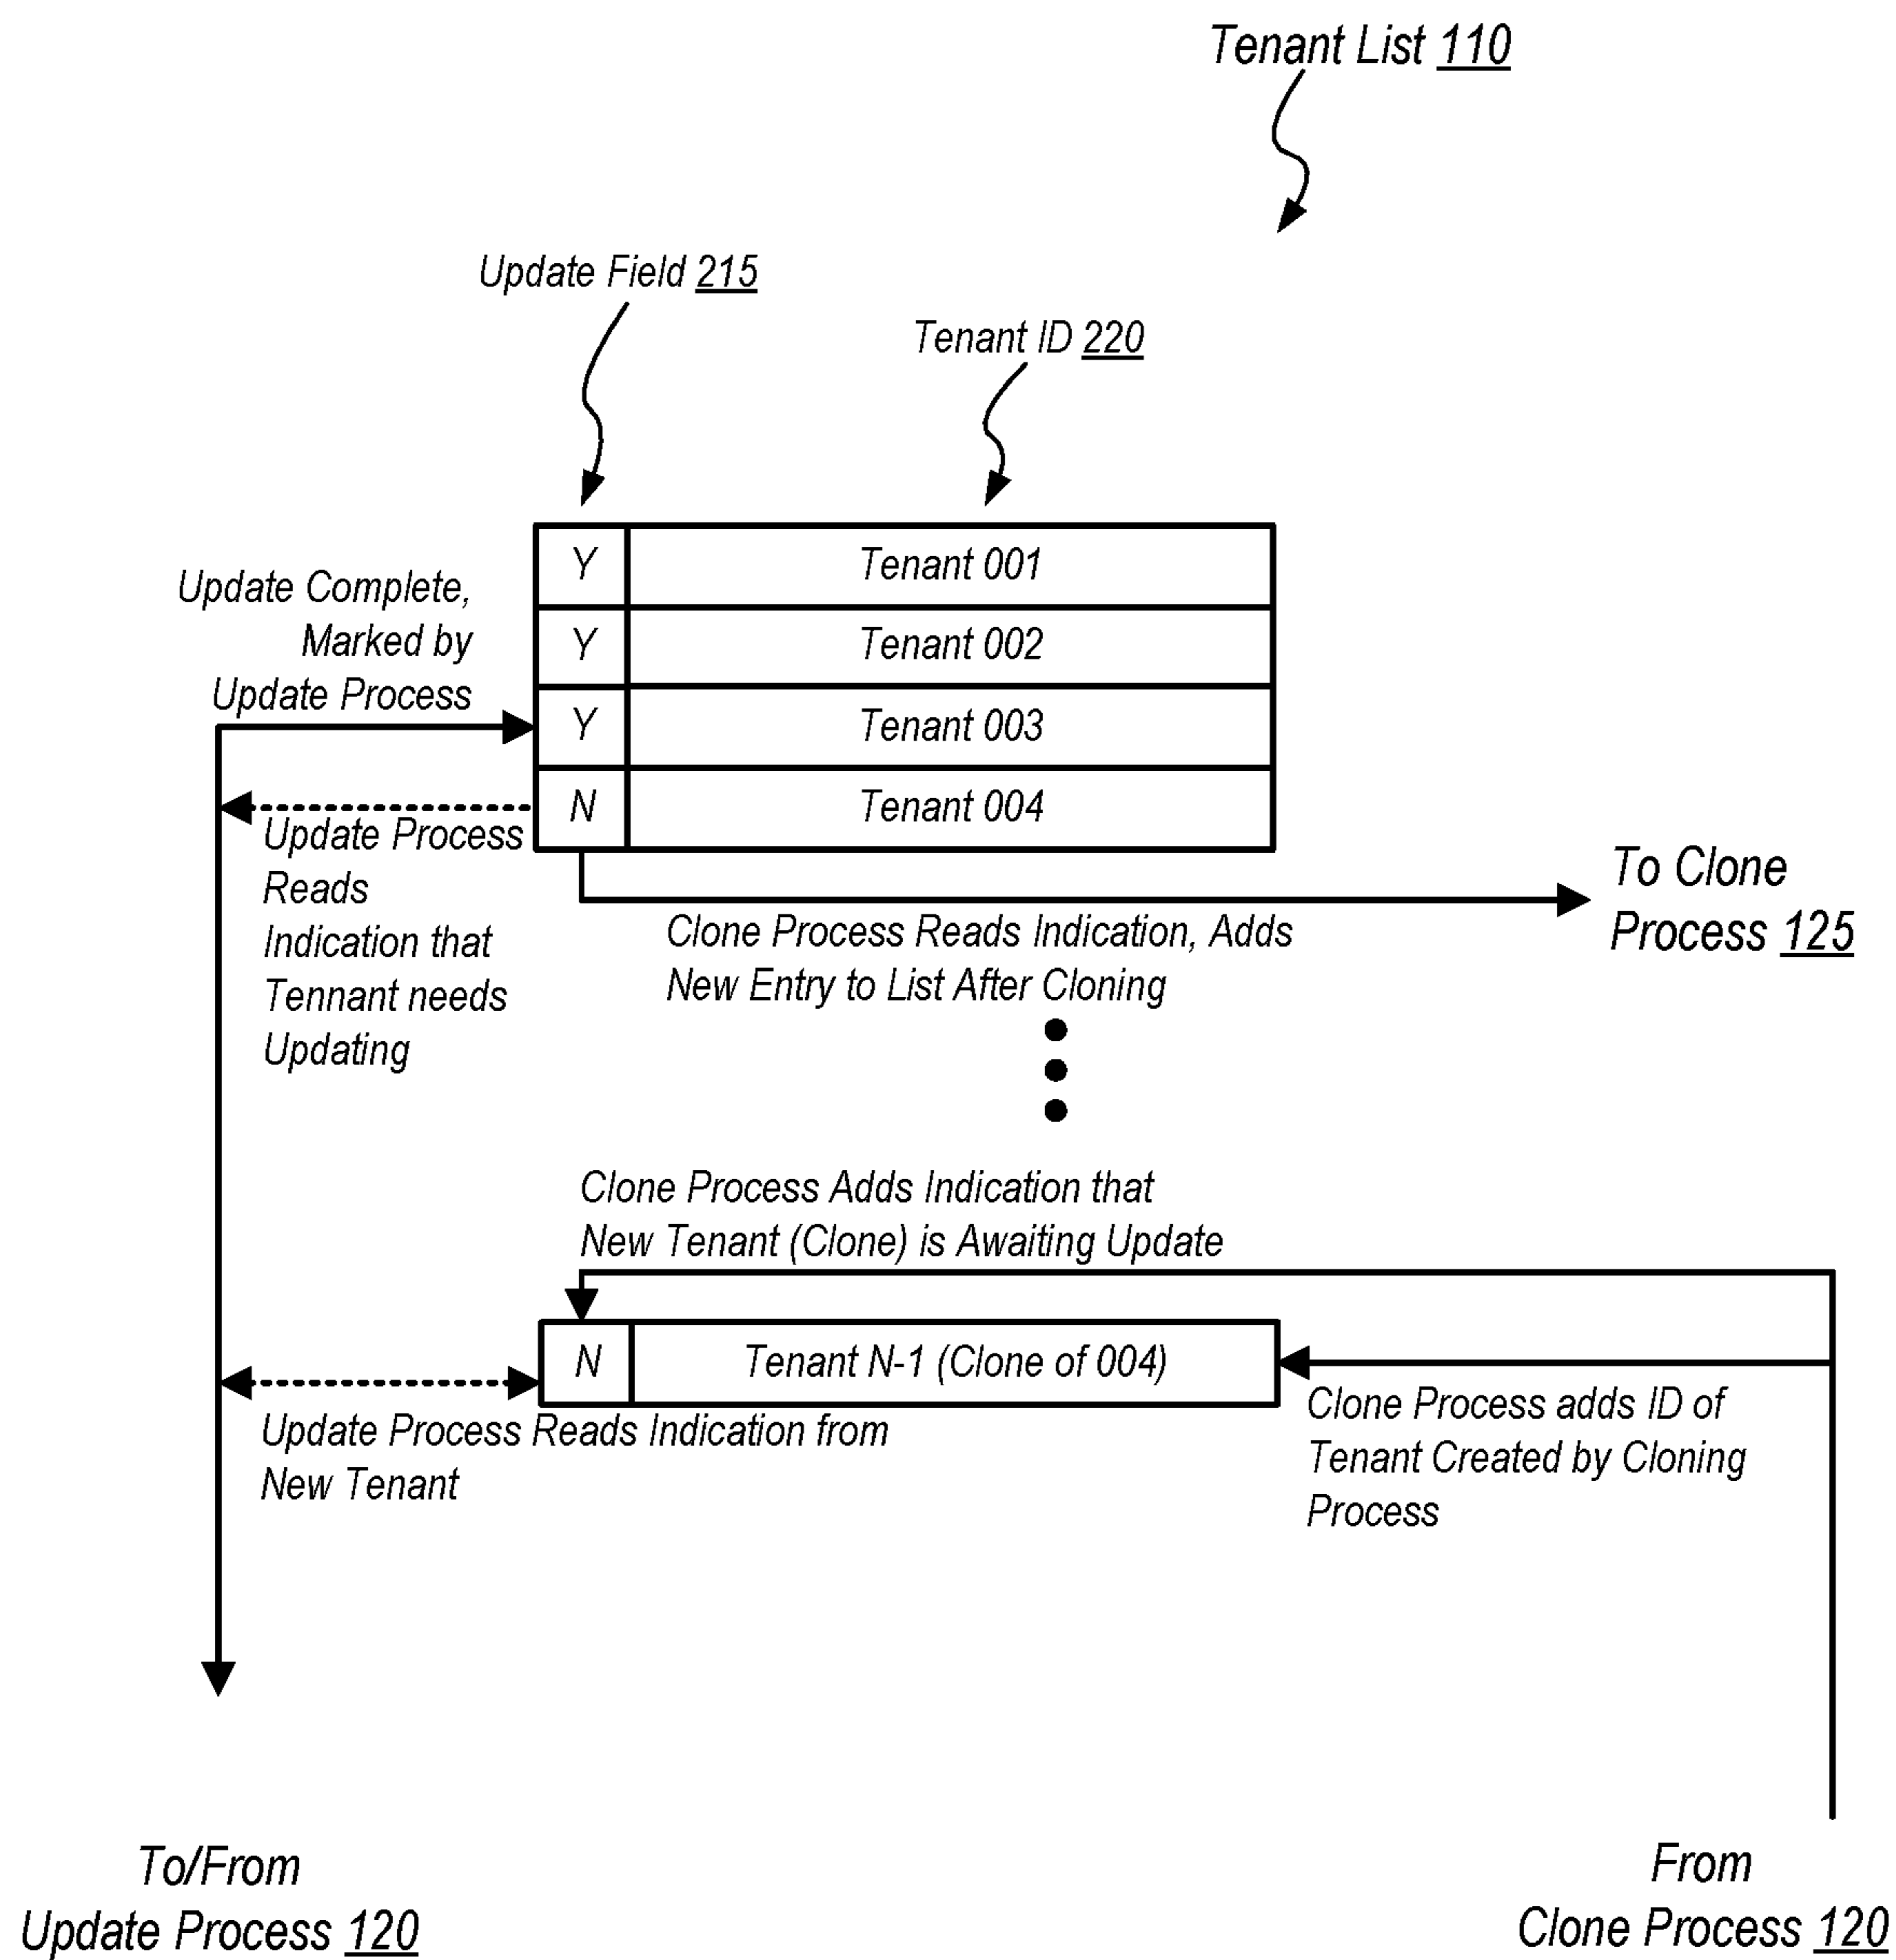 Tenant List 110
Update Field 215
Tenant ID 220
Y
Tenant 001
Update Complete,
Marked by
Update Process
Y
Tenant 002
Y
Tenant 003
N
Tenant 004
Update Process
Reads
Indication that
Tennant needs
Updating
To Clone
Process 125
Clone Process Reads Indication, Adds
New Entry to List After Cloning
Clone Process Adds Indication that
New Tenant (Clone) is Awaiting Update
N
Tenant N-1 (Clone of 004)
Update Process Reads Indication from
New Tenant
Clone Process adds ID of
Tenant Created by Cloning
Process
To/From
Update Process 120
From
Clone Process 120